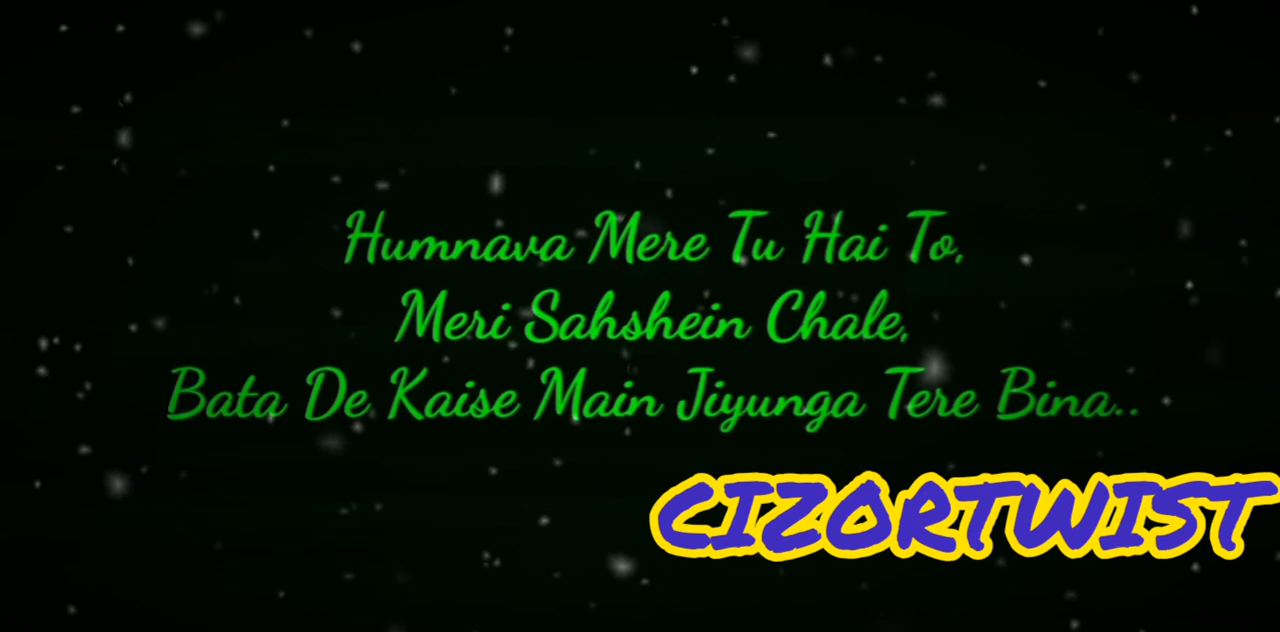 Humnava Mere Tu Hai To,
Meri Sahshein Chale,
Bata De Kaise Main Jiyunga Tere Bina..
CIZORTWIST